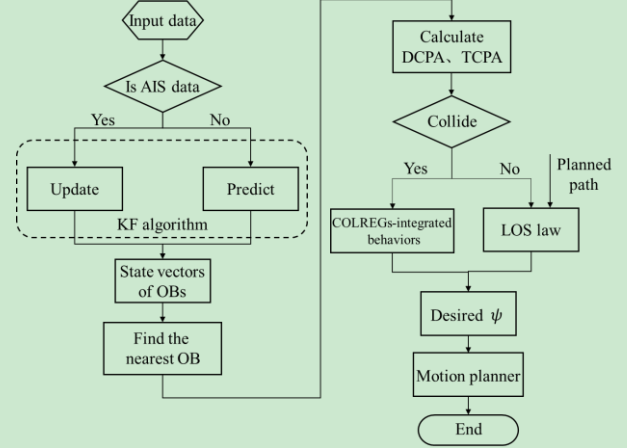 Input data
Is AIS data
Yes
No
Update
Predict
KF algorithm
State vectors
of OBs
Find the
nearest OB
Calculate
DCPA、TCPA
Collide
Yes
No
Planned
path
COLREGs-integrated
behaviors
LOS law
Desired ψ
Motion planner
End